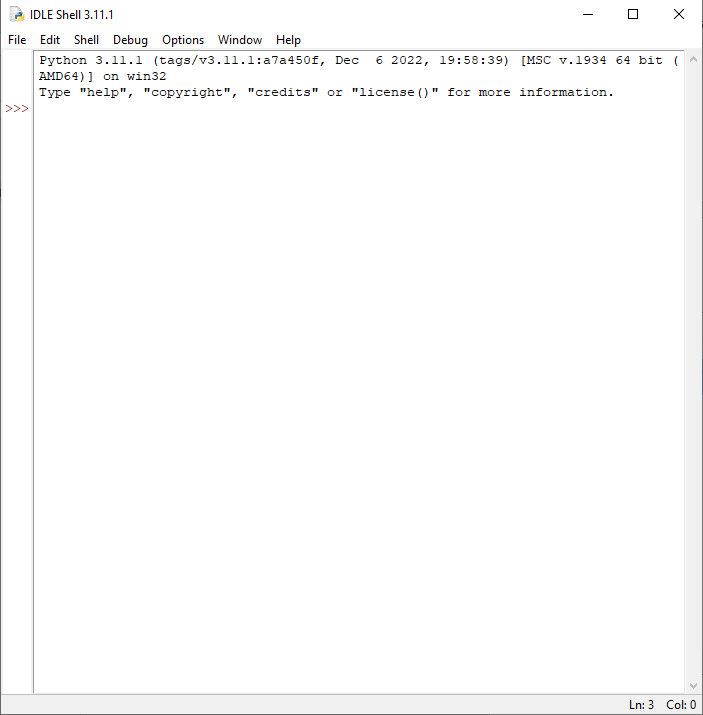 IDLE Shell 3.11.1
File Edit Shell Debug Options Window Help
Python 3.11.1 (tags/v3.11.1:a7a450f, Dec  6 2022, 19:58:39) [MSC v.1934 64 bit (
AMD64)] on win32
Type "help", "copyright", "credits" or "license()" for more information.
>>>
Ln: 3 Col: 0